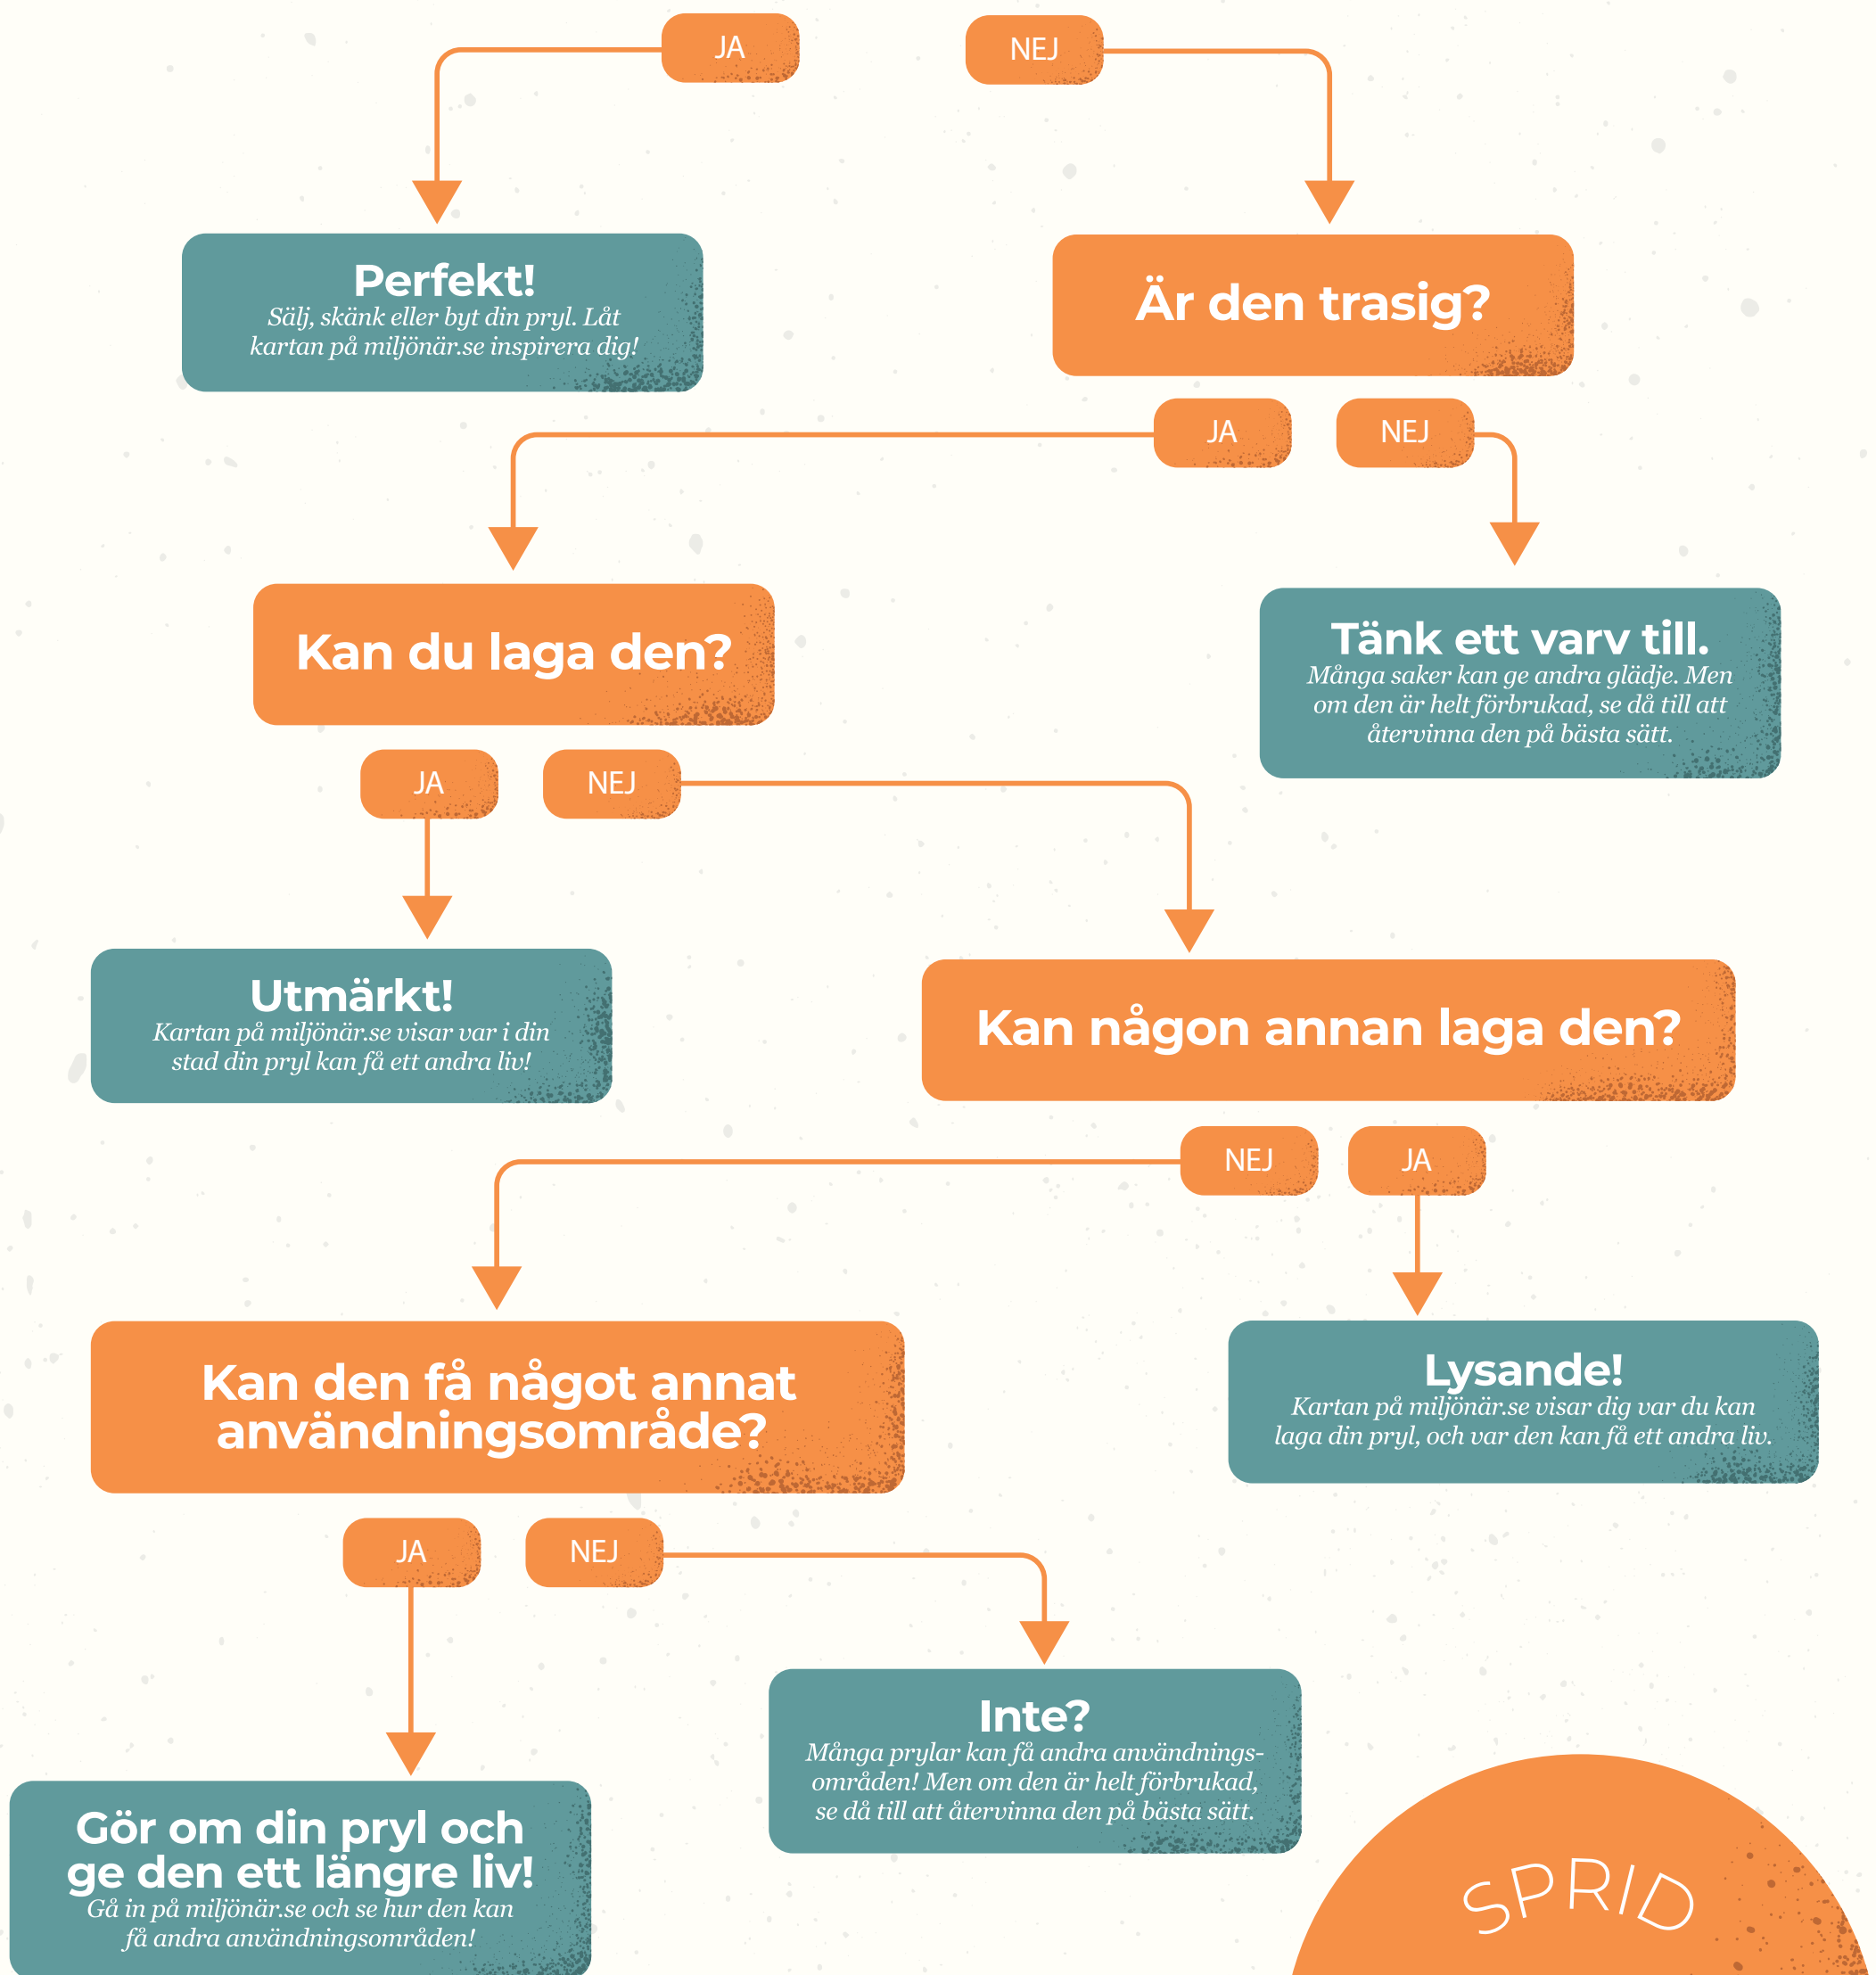 JA
NEJ
Perfekt!
Sälj, skänk eller byt din pryl. Låt
kartan på miljönär.se inspirera dig!
Är den trasig?
JA
NEJ
Kan du laga den?
Tänk ett varv till.
Många saker kan ge andra glädje. Men
om den är helt förbrukad, se då till att
återvinna den på bästa sätt.
JA
NEJ
Utmärkt!
Kartan på miljönär.se visar var i din
stad din pryl kan få ett andra liv!
Kan någon annan laga den?
NEJ
JA
Kan den få något annat
användningsområde?
Lysande!
Kartan på miljönär.se visar dig var du kan
laga din pryl, och var den kan få ett andra liv.
JA
NEJ
Inte?
Många prylar kan få andra användnings-
områden! Men om den är helt förbrukad,
se då till att återvinna den på bästa sätt.
Gör om din pryl och
ge den ett längre liv!
Gå in på miljönär.se och se hur den kan
få andra användningsområden!
SPRID